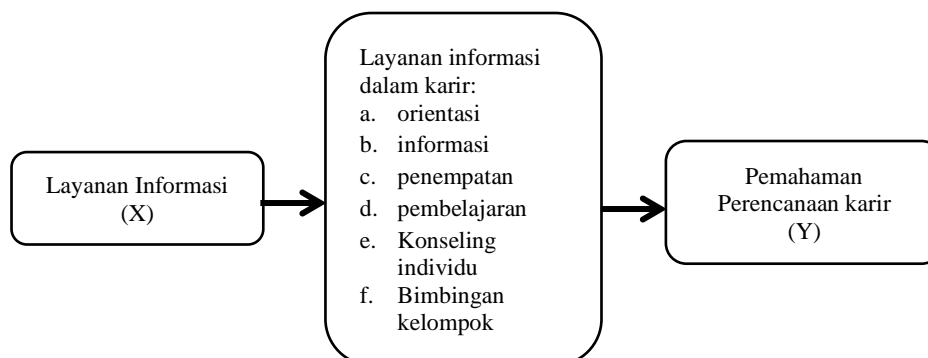 Layanan Informasi
(X)
Layanan informasi
dalam karir:
a. orientasi
b. informasi
c. penempatan
d. pembelajaran
e. Konseling
individu
f. Bimbingan
kelompok
Pemahaman
Perencanaan karir
(Y)